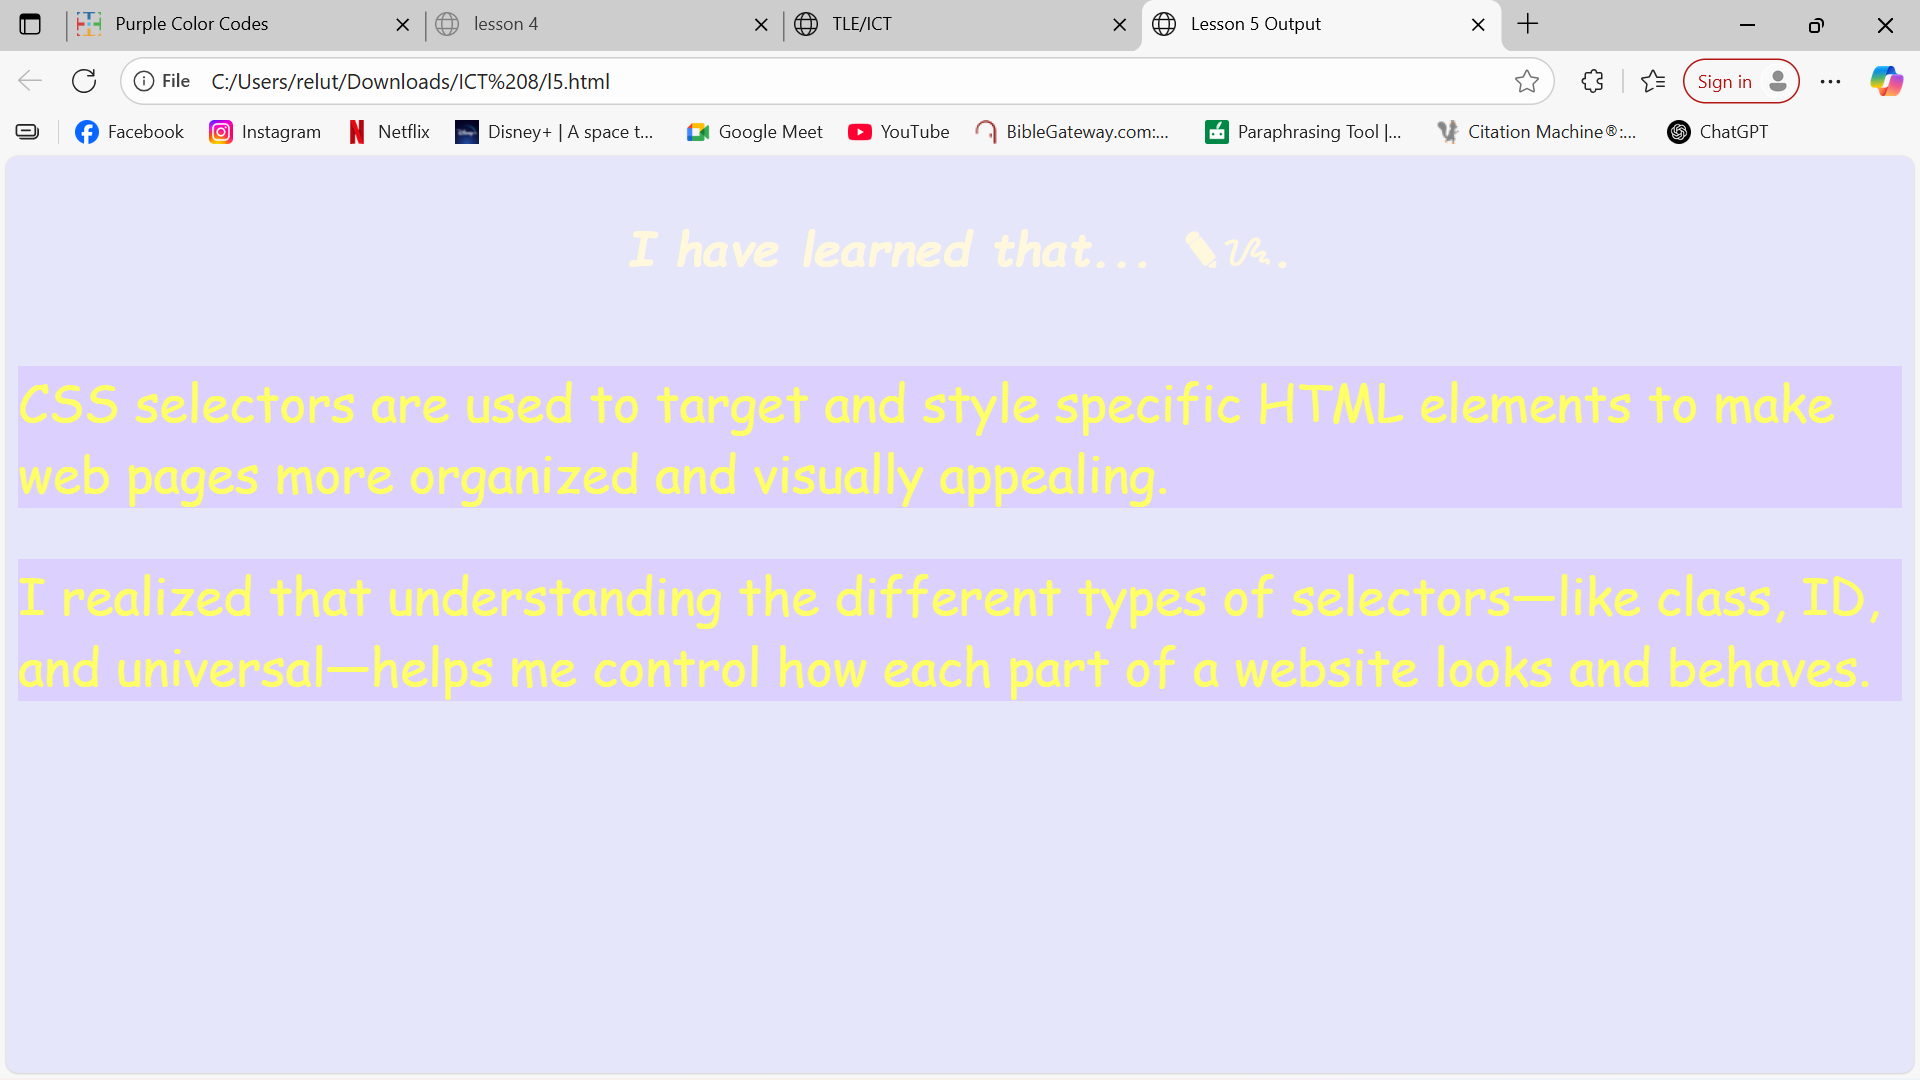 Purple Color Codes
lesson 4
TLE/ICT
Lesson 5 Output
File C:/Users/relut/Downloads/ICT%208/l5.html
Sign in
Facebook
Instagram
Netflix
Disney+ | A space t...
Google Meet
YouTube
BibleGateway.com:...
Paraphrasing Tool |...
Citation Machine®:...
ChatGPT
I have learned that... ✏︎ᝰ.
CSS selectors are used to target and style specific HTML elements to make
web pages more organized and visually appealing.
I realized that understanding the different types of selectors—like class, ID,
and universal—helps me control how each part of a website looks and behaves.